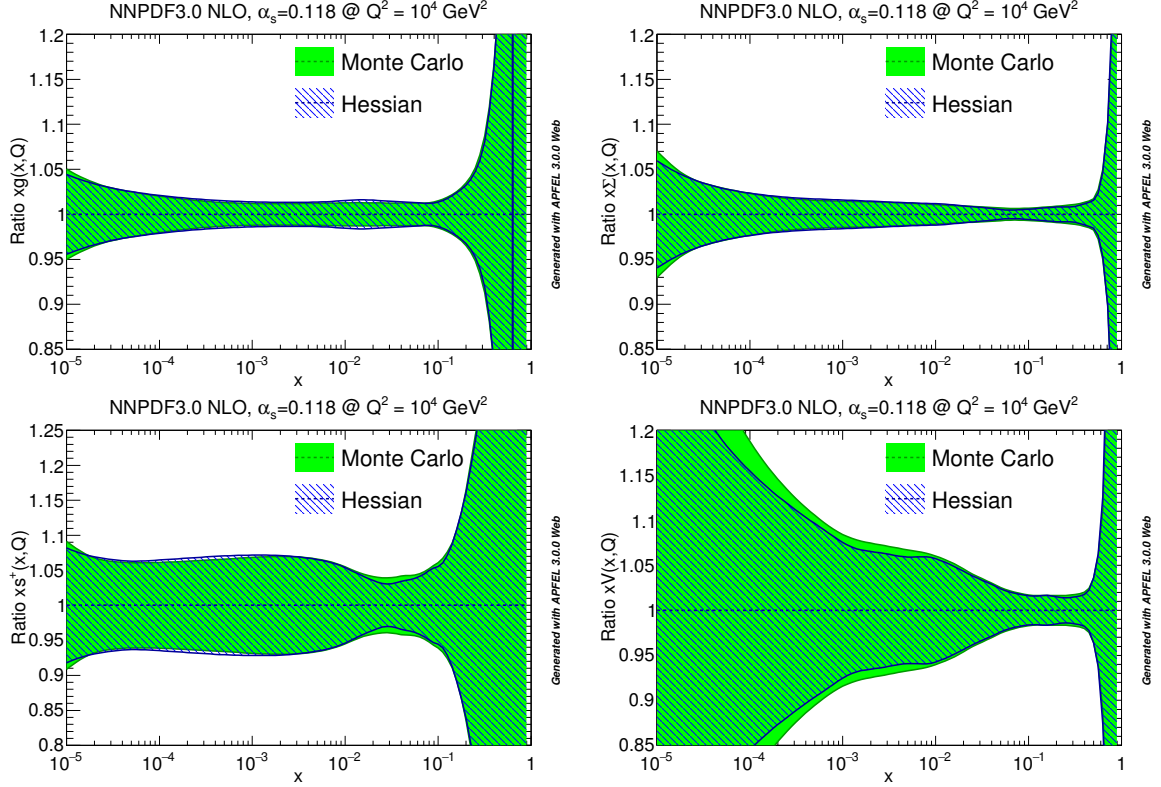 NNPDF3.0 NLO, αs=0.118 @ Q² = 10⁴ GeV²
1.2
1.15
1.1
1.05
1
0.95
0.9
0.85
Ratio xg(x,Q)
Monte Carlo
Hessian
10⁻⁵ 10⁻⁴ 10⁻³ 10⁻² 10⁻¹ 1
x
Generated with APFEL 3.0.0 Web
NNPDF3.0 NLO, αs=0.118 @ Q² = 10⁴ GeV²
1.2
1.15
1.1
1.05
1
0.95
0.9
0.85
Ratio xΣ(x,Q)
Monte Carlo
Hessian
10⁻⁵ 10⁻⁴ 10⁻³ 10⁻² 10⁻¹ 1
x
Generated with APFEL 3.0.0 Web
NNPDF3.0 NLO, αs=0.118 @ Q² = 10⁴ GeV²
1.25
1.2
1.15
1.1
1.05
1
0.95
0.9
0.85
0.8
Ratio xs⁺(x,Q)
Monte Carlo
Hessian
10⁻⁵ 10⁻⁴ 10⁻³ 10⁻² 10⁻¹ 1
x
Generated with APFEL 3.0.0 Web
NNPDF3.0 NLO, αs=0.118 @ Q² = 10⁴ GeV²
1.2
1.15
1.1
1.05
1
0.95
0.9
0.85
Ratio xV(x,Q)
Monte Carlo
Hessian
10⁻⁵ 10⁻⁴ 10⁻³ 10⁻² 10⁻¹ 1
x
Generated with APFEL 3.0.0 Web